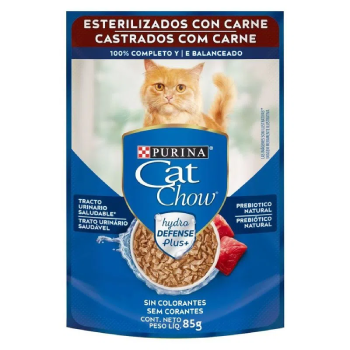 ESTERILIZADOS CON CARNE
CASTRADOS COM CARNE
100% COMPLETO Y | E BALANCEADO
PURINA
Cat
Chow
hydro
DEFENSE
Plus+
TRACTO
URINARIO
SALUDABLE*
TRATO URINÁRIO
SAUDÁVEL
PREBIOTICO
NATURAL
PREBIÓTICO
NATURAL
SIN COLORANTES
SEM CORANTES
CONT. NETO
PESO LÍQ. 85g